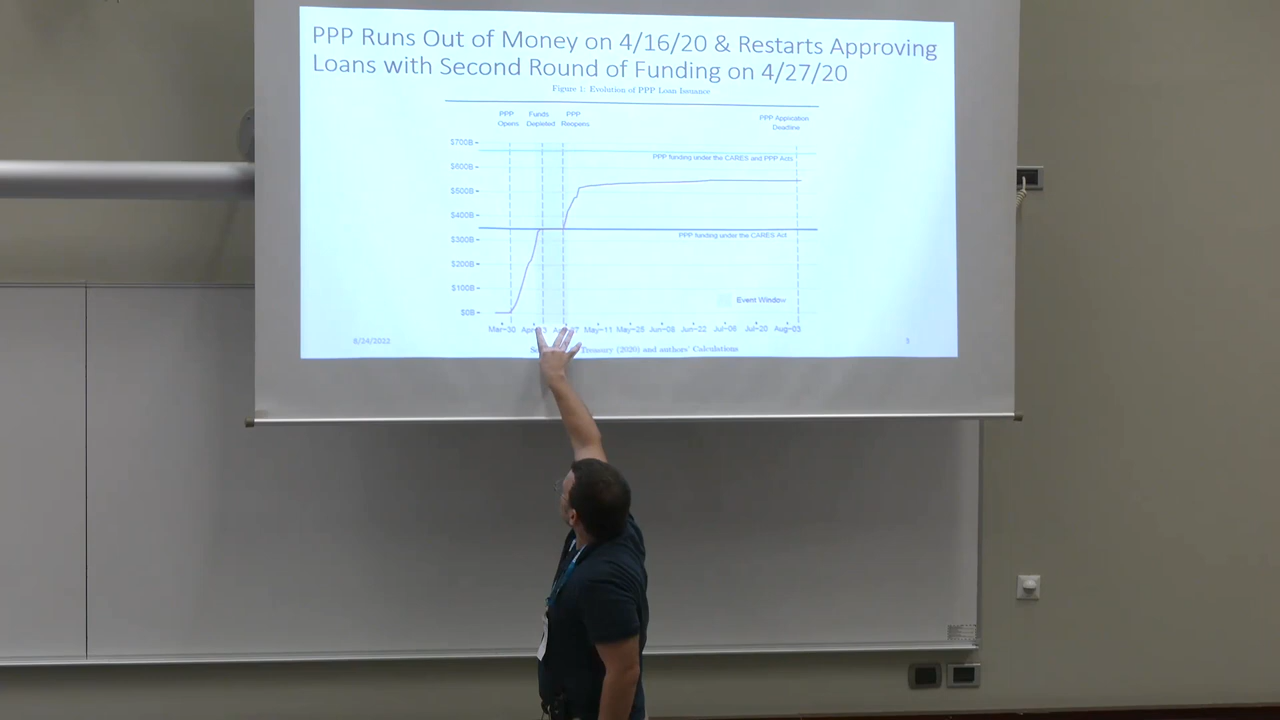 PPP Runs Out of Money on 4/16/20 & Restarts Approving
Loans with Second Round of Funding on 4/27/20
Figure 1: Evolution of PPP Loan Issuance
PPP Opens
Funds Depleted
PPP Reopens
PPP Application Deadline
$700B
PPP funding under the CARES and PPP Acts
$600B
$500B
$400B
PPP funding under the CARES Act
$300B
$200B
$100B
Event Window
$0B
Mar-30 May-11 May-25 Jun-08 Jun-22 Jul-06 Jul-20 Aug-03
8/24/2022
Treasury (2020) and authors' Calculations
3